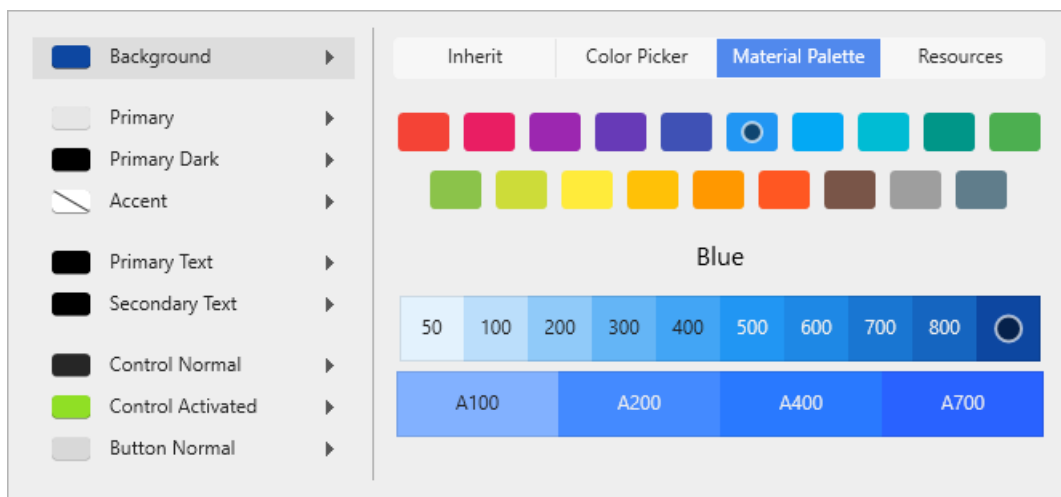 Background
Primary
Primary Dark
Accent
Primary Text
Secondary Text
Control Normal
Control Activated
Button Normal
Inherit Color Picker Material Palette Resources
Blue
50 100 200 300 400 500 600 700 800
A100 A200 A400 A700